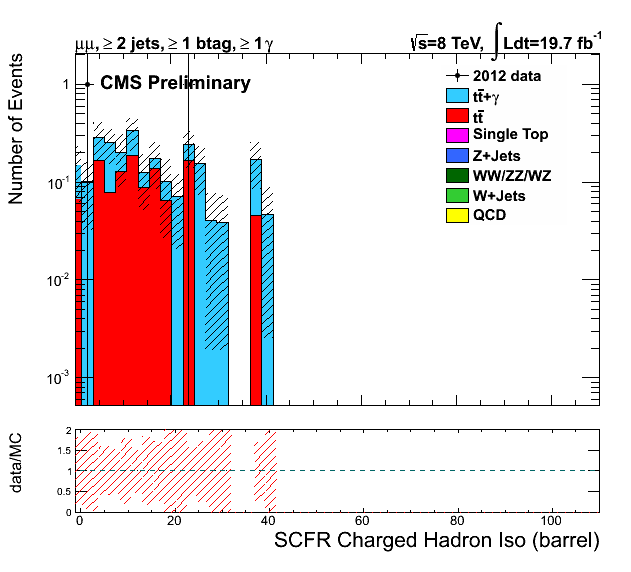 μμ, ≥ 2 jets, ≥ 1 btag, ≥ 1 γ
√s=8 TeV, ∫Ldt=19.7 fb⁻¹
Number of Events
1
10⁻¹
10⁻²
10⁻³
CMS Preliminary
2012 data
tt̄+γ
tt̄
Single Top
Z+Jets
WW/ZZ/WZ
W+Jets
QCD
data/MC
2
1.5
1
0.5
0
0 20 40 60 80 100
SCFR Charged Hadron Iso (barrel)